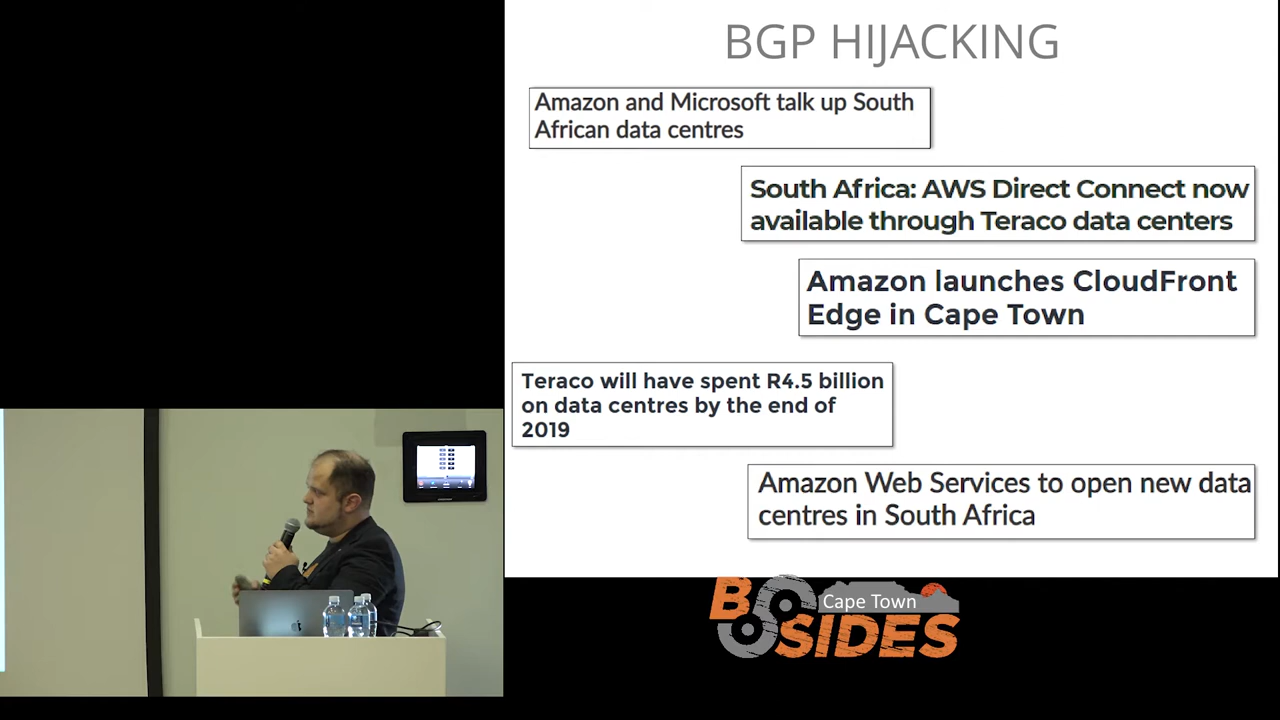 BGP HIJACKING
Amazon and Microsoft talk up South
African data centres
South Africa: AWS Direct Connect now
available through Teraco data centers
Amazon launches CloudFront
Edge in Cape Town
Teraco will have spent R4.5 billion
on data centres by the end of
2019
Amazon Web Services to open new data
centres in South Africa
BSIDES
Cape Town